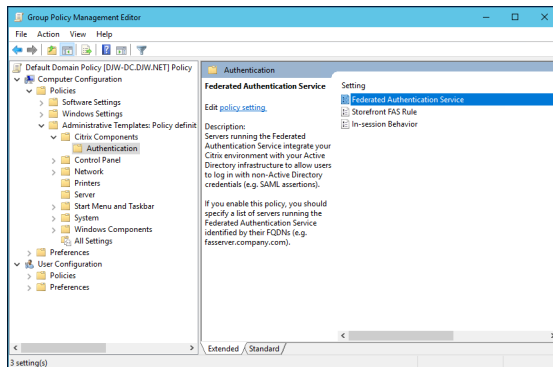 Group Policy Management Editor
File Action View Help
Default Domain Policy [DJW-DC.DJW.NET] Policy
Computer Configuration
Policies
Software Settings
Windows Settings
Administrative Templates: Policy definit
Citrix Components
Authentication
Control Panel
Network
Printers
Server
Start Menu and Taskbar
System
Windows Components
All Settings
Preferences
User Configuration
Policies
Preferences
Authentication
Federated Authentication Service
Edit policy setting.
Description:
Servers running the Federated
Authentication Service integrate your
Citrix environment with your Active
Directory infrastructure to allow users
to log in with non-Active Directory
credentials (e.g. SAML assertions).
If you enable this policy, you should
specify a list of servers running the
Federated Authentication Service
identified by their FQDNs (e.g.
fasserver.company.com).
Setting
Federated Authentication Service
Storefront FAS Rule
In-session Behavior
Extended Standard
3 setting(s)